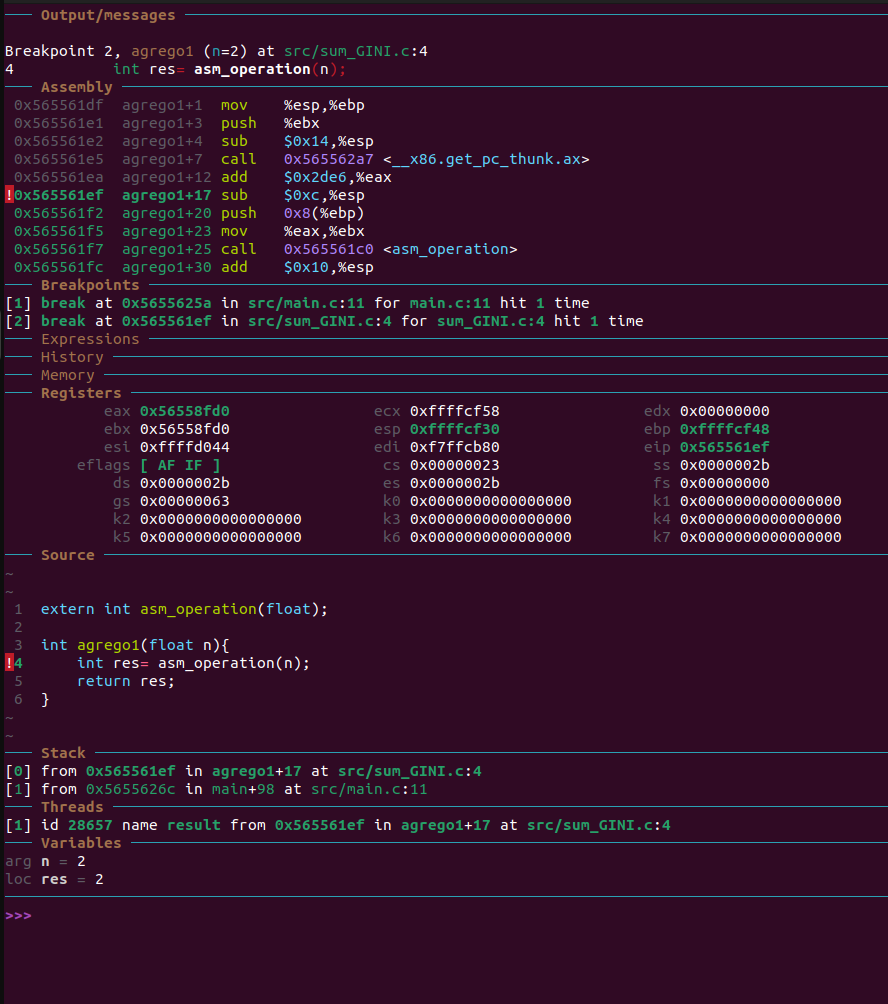 Output/messages
Breakpoint 2, agrego1 (n=2) at src/sum_GINI.c:4
4           int res= asm_operation(n);
Assembly
0x565561df  agrego1+1  mov    %esp,%ebp
0x565561e1  agrego1+3  push   %ebx
0x565561e2  agrego1+4  sub    $0x14,%esp
0x565561e5  agrego1+7  call   0x565562a7 <__x86.get_pc_thunk.ax>
0x565561ea  agrego1+12 add    $0x2de6,%eax
!0x565561ef  agrego1+17 sub    $0xc,%esp
0x565561f2  agrego1+20 push   0x8(%ebp)
0x565561f5  agrego1+23 mov    %eax,%ebx
0x565561f7  agrego1+25 call   0x565561c0 <asm_operation>
0x565561fc  agrego1+30 add    $0x10,%esp
Breakpoints
[1] break at 0x5655625a in src/main.c:11 for main.c:11 hit 1 time
[2] break at 0x565561ef in src/sum_GINI.c:4 for sum_GINI.c:4 hit 1 time
Expressions
History
Memory
Registers
eax 0x56558fd0 ecx 0xffffcf58 edx 0x00000000
ebx 0x56558fd0 esp 0xffffcf30 ebp 0xffffcf48
esi 0xffffd044 edi 0xf7ffcb80 eip 0x565561ef
eflags [ AF IF ] cs 0x00000023 ss 0x0000002b
ds 0x0000002b es 0x0000002b fs 0x00000000
gs 0x00000063 k0 0x0000000000000000 k1 0x0000000000000000
k2 0x0000000000000000 k3 0x0000000000000000 k4 0x0000000000000000
k5 0x0000000000000000 k6 0x0000000000000000 k7 0x0000000000000000
Source
~
~
1  extern int asm_operation(float);
2
3  int agrego1(float n){
!4      int res= asm_operation(n);
5      return res;
6  }
~
~
Stack
[0] from 0x565561ef in agrego1+17 at src/sum_GINI.c:4
[1] from 0x5655626c in main+98 at src/main.c:11
Threads
[1] id 28657 name result from 0x565561ef in agrego1+17 at src/sum_GINI.c:4
Variables
arg n = 2
loc res = 2
>>>